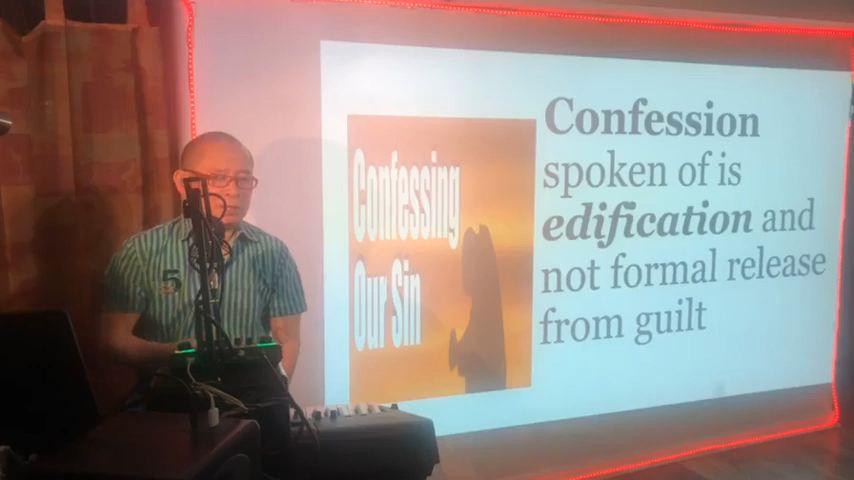 Confessing
Our Sin
Confession
spoken of is
edification and
not formal release
from guilt
5